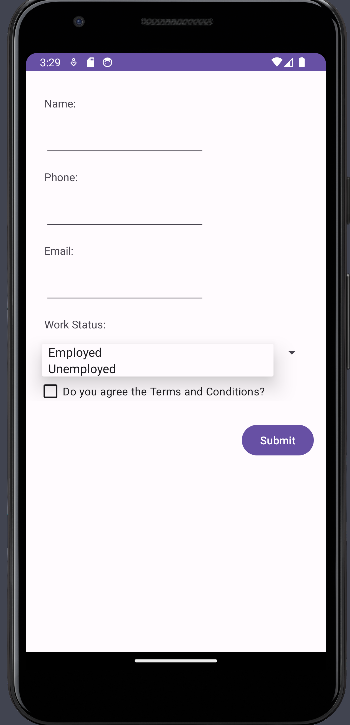 3:29
Name:
Phone:
Email:
Work Status:
Employed
Unemployed
Do you agree the Terms and Conditions?
Submit